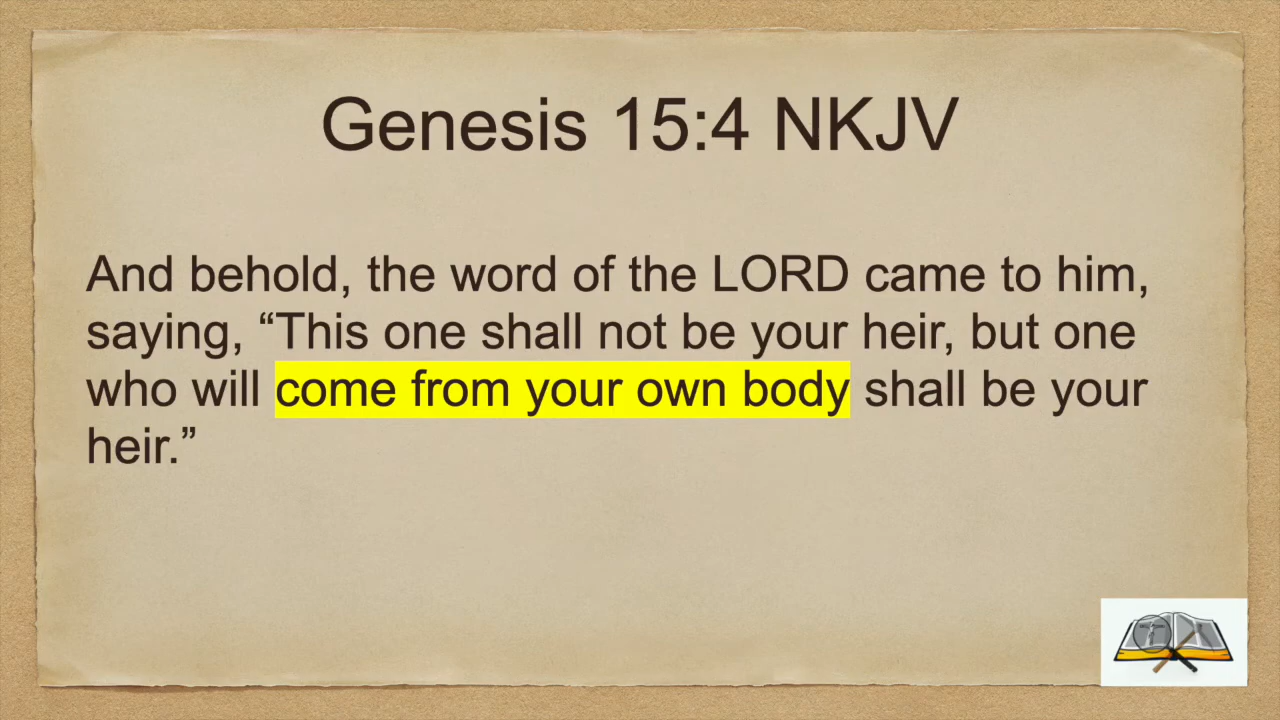 Genesis 15:4 NKJV
And behold, the word of the LORD came to him,
saying, “This one shall not be your heir, but one
who will come from your own body shall be your
heir.”